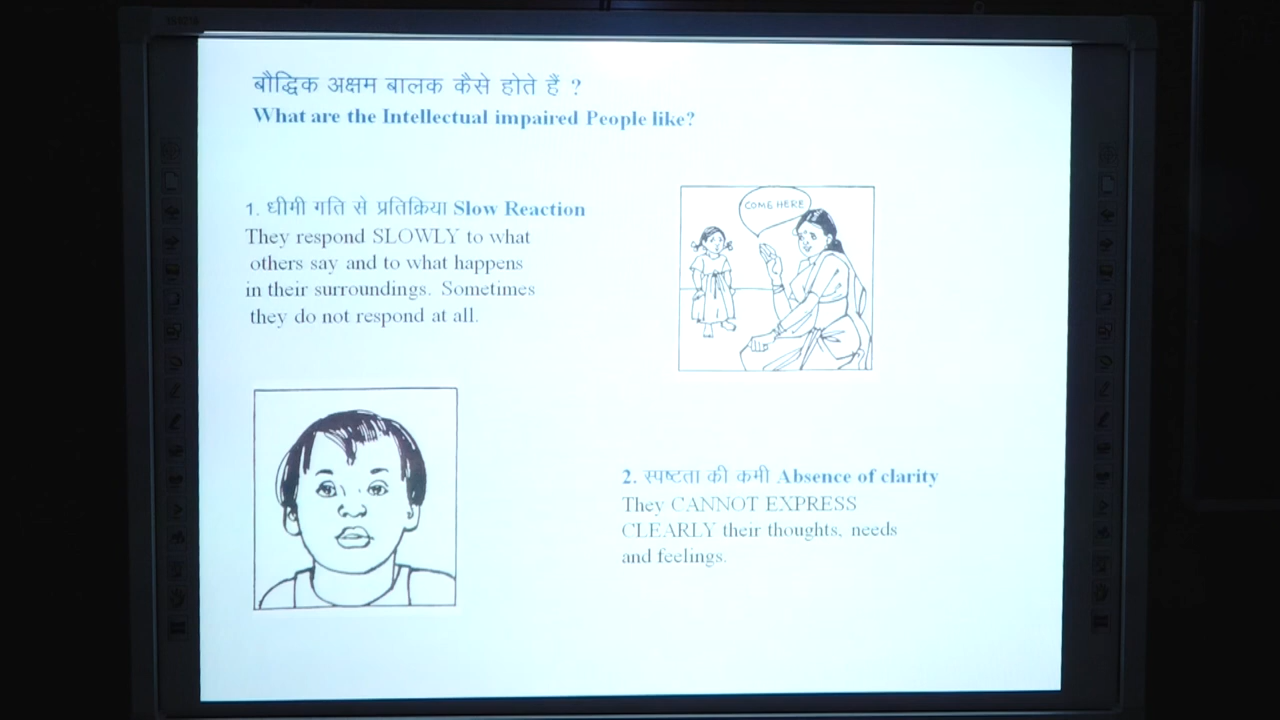 बौद्धिक अक्षम बालक कैसे होते हैं ?
What are the Intellectual impaired People like?
1. धीमी गति से प्रतिक्रिया Slow Reaction
They respond SLOWLY to what
others say and to what happens
in their surroundings. Sometimes
they do not respond at all.
COME HERE
2. स्पष्टता की कमी Absence of clarity
They CANNOT EXPRESS
CLEARLY their thoughts, needs
and feelings.